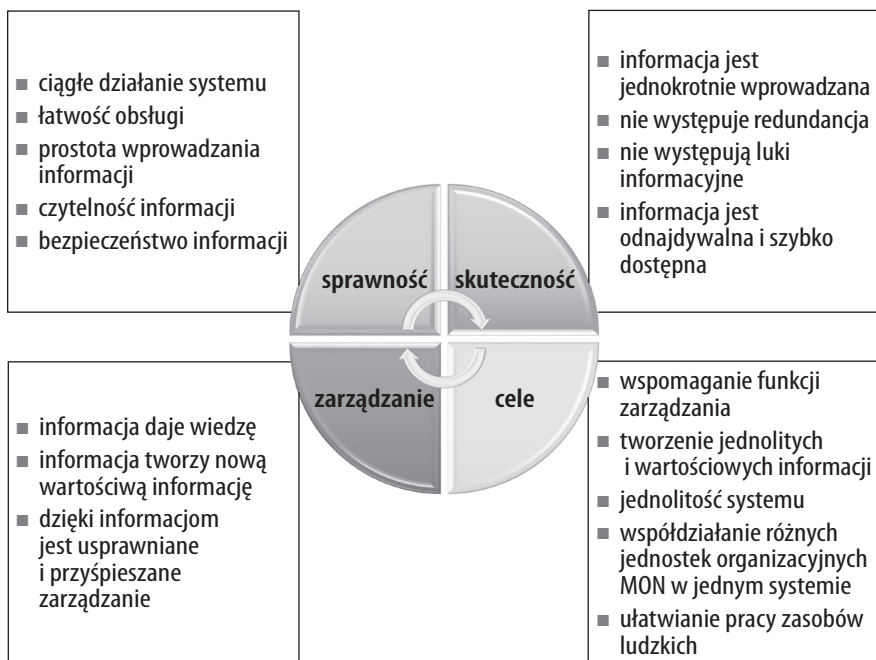 ■ ciągłe działanie systemu
■ łatwość obsługi
■ prostota wprowadzania
informacji
■ czytelność informacji
■ bezpieczeństwo informacji
■ informacja jest
jednokrotnie wprowadzana
■ nie występuje redundancja
■ nie występują luki
informacyjne
■ informacja jest
odnajdywalna i szybko
dostępna
sprawność
skuteczność
zarządzanie
cele
■ informacja daje wiedzę
■ informacja tworzy nową
wartościwą informację
■ dzięki informacjom
jest usprawniane
i przyśpieszane
zarządzanie
■ wspomaganie funkcji
zarządzania
■ tworzenie jednolitych
i wartościowych informacji
■ jednolitość systemu
■ współdziałanie różnych
jednostek organizacyjnych
MON w jednym systemie
■ ułatwianie pracy zasobów
ludzkich